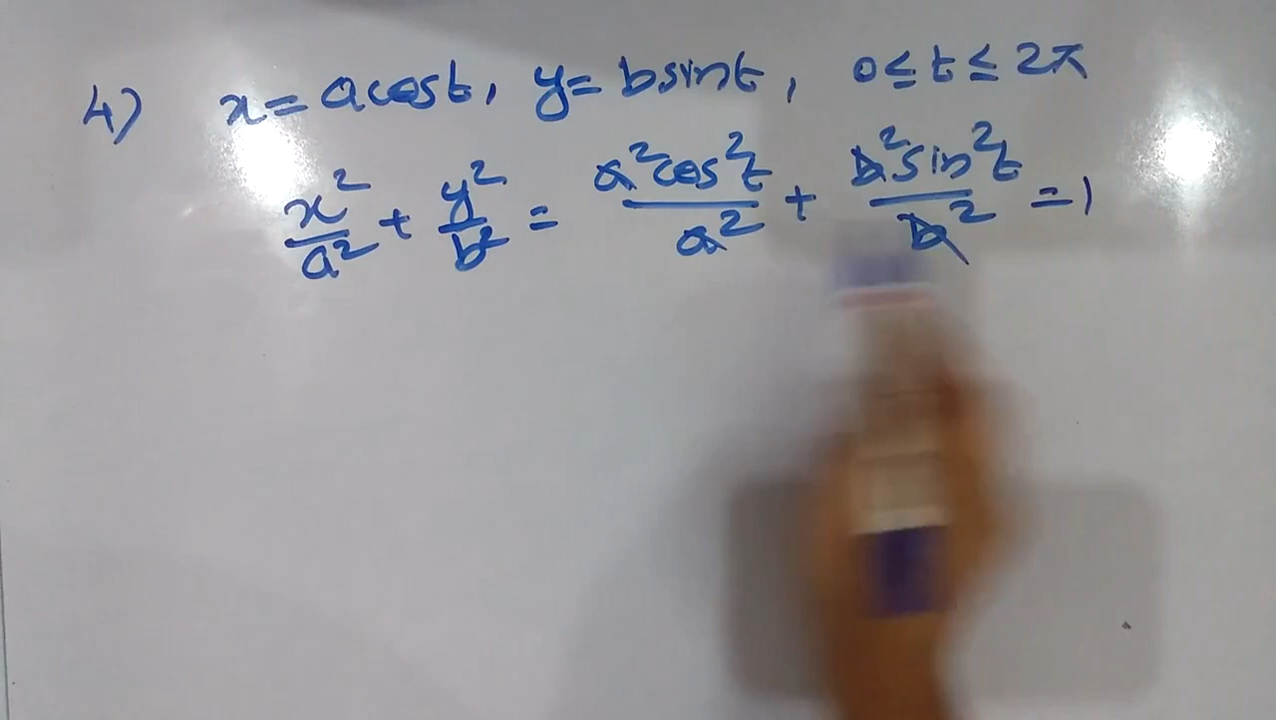 4) x = a cos t, y = b sin t, 0 ≤ t ≤ 2π
x²/a² + y²/b² = a²cos²t/a² + b²sin²t/b² = 1